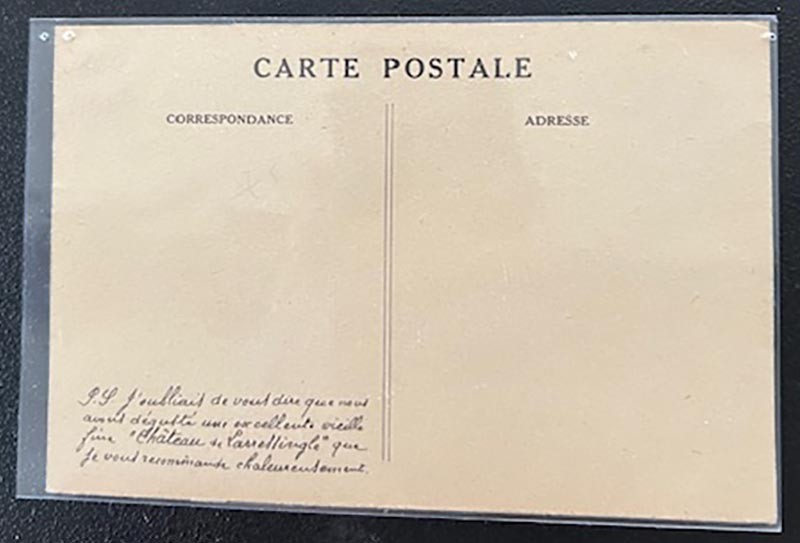 CARTE POSTALE
CORRESPONDANCE
ADRESSE
P.S J'oubliais de vous dire que nous
avons dégusté une excellente vieille
fine "Château de Larressingle" que
je vous recommande chaleureusement.